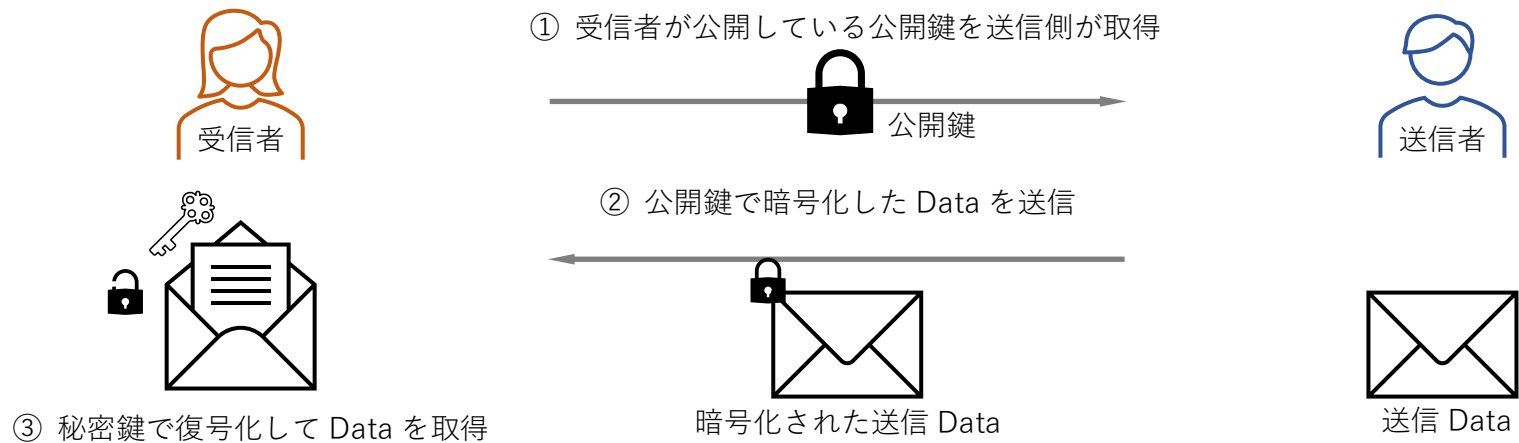 ① 受信者が公開している公開鍵を送信側が取得
受信者
公開鍵
送信者
② 公開鍵で暗号化した Data を送信
③ 秘密鍵で復号化して Data を取得
暗号化された送信 Data
送信 Data